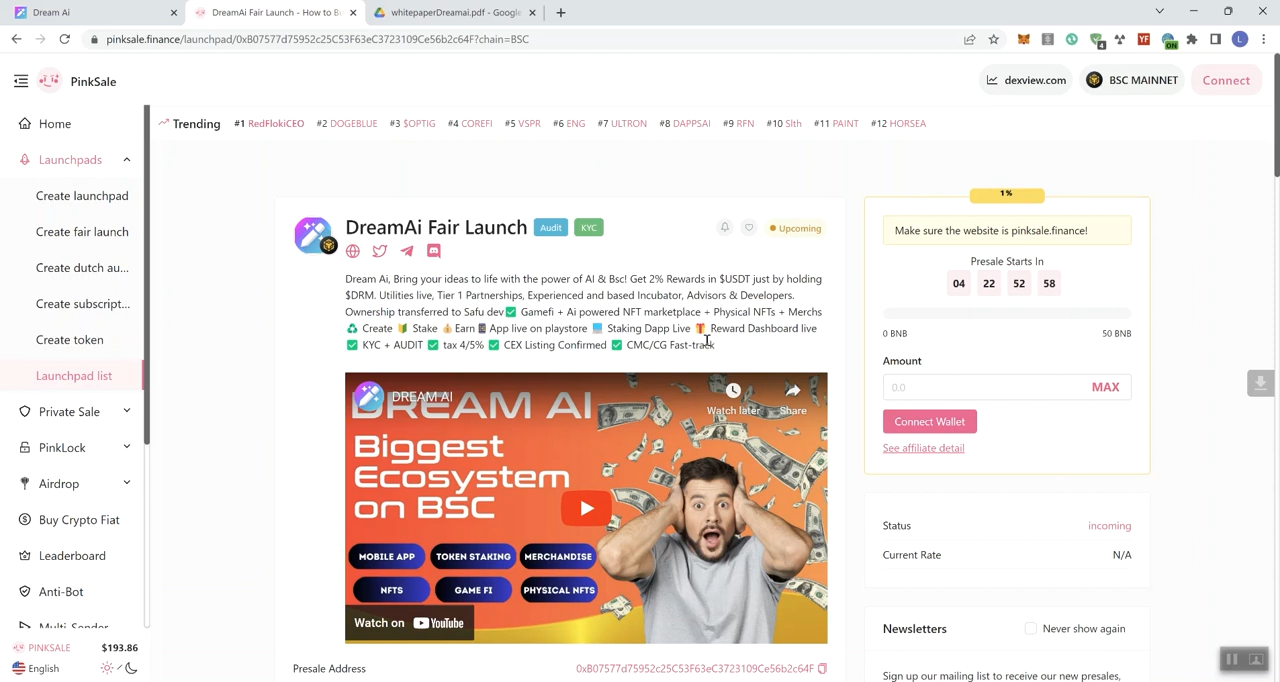 Dream Ai
DreamAi Fair Launch - How to B
whitepaperDreamai.pdf - Google
pinksale.finance/launchpad/0xB07577d75952c25C53F63eC3723109Ce56b2c64F?chain=BSC
4
YF
ON
L
PinkSale
dexview.com
BSC MAINNET
Connect
Home
Launchpads
Create launchpad
Create fair launch
Create dutch au...
Create subscript...
Create token
Launchpad list
Private Sale
PinkLock
Airdrop
Buy Crypto Fiat
Leaderboard
Anti-Bot
Multi-Sender
PINKSALE $193.86
English
Trending #1 RedFlokiCEO #2 DOGEBLUE #3 $OPTIG #4 COREFI #5 VSPR #6 ENG #7 ULTRON #8 DAPPSAI #9 RFN #10 Slth #11 PAINT #12 HORSEA
DreamAi Fair Launch Audit KYC
Upcoming
Dream Ai, Bring your ideas to life with the power of AI & Bsc! Get 2% Rewards in $USDT just by holding
$DRM. Utilities live, Tier 1 Partnerships, Experienced and based Incubator, Advisors & Developers.
Ownership transferred to Safu dev✅ Gamefi + Ai powered NFT marketplace + Physical NFTs + Merchs
♻️ Create 🔰 Stake 💰 Earn 📱 App live on playstore Staking Dapp Live 🎁 Reward Dashboard live
✅ KYC + AUDIT ✅ tax 4/5% ✅ CEX Listing Confirmed ✅ CMC/CG Fast-track
DREAM AI
Watch later
Share
DREAM AI
Biggest
Ecosystem
on BSC
MOBILE APP
TOKEN STAKING
MERCHANDISE
NFTS
GAME FI
PHYSICAL NFTS
Watch on YouTube
Presale Address
0xB07577d75952c25C53F63eC3723109Ce56b2c64F
1%
Make sure the website is pinksale.finance!
Presale Starts In
04 22 52 58
0 BNB 50 BNB
Amount
0.0 MAX
Connect Wallet
See affiliate detail
Status incoming
Current Rate N/A
Newsletters
Never show again
Sign up our mailing list to receive our new presales,